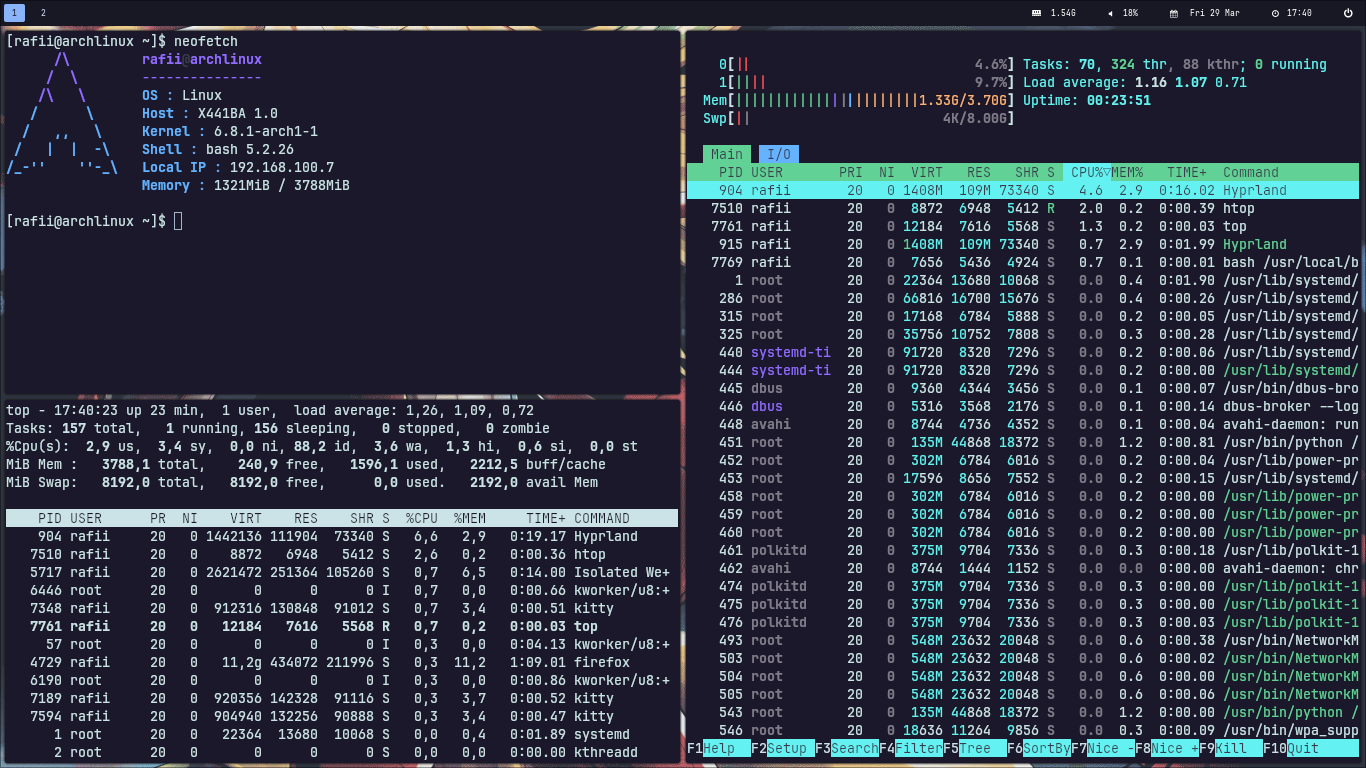 1 2 1.54G 18% Fri 29 Mar 17:40
[rafii@archlinux ~]$ neofetch
rafii@archlinux
---------------
OS : Linux
Host : X441BA 1.0
Kernel : 6.8.1-arch1-1
Shell : bash 5.2.26
Local IP : 192.168.100.7
Memory : 1321MiB / 3788MiB
[rafii@archlinux ~]$
top - 17:40:23 up 23 min,  1 user,  load average: 1,26, 1,09, 0,72
Tasks: 157 total,   1 running, 156 sleeping,   0 stopped,   0 zombie
%Cpu(s):  2,9 us,  3,4 sy,  0,0 ni, 88,2 id,  3,6 wa,  1,3 hi,  0,6 si,  0,0 st
MiB Mem :   3788,1 total,    240,9 free,   1596,1 used,   2212,5 buff/cache
MiB Swap:   8192,0 total,   8192,0 free,      0,0 used.   2192,0 avail Mem
PID USER PR NI VIRT RES SHR S %CPU %MEM TIME+ COMMAND
904 rafii 20 0 1442136 111904 73340 S 6,6 2,9 0:19.17 Hyprland
7510 rafii 20 0 8872 6948 5412 S 2,6 0,2 0:00.36 htop
5717 rafii 20 0 2621472 251364 105260 S 0,7 6,5 0:14.00 Isolated We+
6446 root 20 0 0 0 0 I 0,7 0,0 0:00.66 kworker/u8:+
7348 rafii 20 0 912316 130848 91012 S 0,7 3,4 0:00.51 kitty
7761 rafii 20 0 12184 7616 5568 R 0,7 0,2 0:00.03 top
57 root 20 0 0 0 0 I 0,3 0,0 0:04.13 kworker/u8:+
4729 rafii 20 0 11,2g 434072 211996 S 0,3 11,2 1:09.01 firefox
6190 root 20 0 0 0 0 I 0,3 0,0 0:00.86 kworker/u8:+
7189 rafii 20 0 920356 142328 91116 S 0,3 3,7 0:00.52 kitty
7594 rafii 20 0 904940 132256 90888 S 0,3 3,4 0:00.47 kitty
1 root 20 0 22364 13680 10068 S 0,0 0,4 0:01.89 systemd
2 root 20 0 0 0 0 S 0,0 0,0 0:00.00 kthreadd
0[|| 4.6%] Tasks: 70, 324 thr, 88 kthr; 0 running
1[|||| 9.7%] Load average: 1.16 1.07 0.71
Mem[|||||||||||||||||||||||1.33G/3.70G] Uptime: 00:23:51
Swp[|| 4K/8.00G]
Main I/O
PID USER PRI NI VIRT RES SHR S CPU%▽MEM% TIME+ Command
904 rafii 20 0 1408M 109M 73340 S 4.6 2.9 0:16.02 Hyprland
7510 rafii 20 0 8872 6948 5412 R 2.0 0.2 0:00.39 htop
7761 rafii 20 0 12184 7616 5568 S 1.3 0.2 0:00.03 top
915 rafii 20 0 1408M 109M 73340 S 0.7 2.9 0:01.99 Hyprland
7769 rafii 20 0 7656 5436 4924 S 0.7 0.1 0:00.01 bash /usr/local/b
1 root 20 0 22364 13680 10068 S 0.0 0.4 0:01.90 /usr/lib/systemd/
286 root 20 0 66816 16700 15676 S 0.0 0.4 0:00.26 /usr/lib/systemd/
315 root 20 0 17168 6784 5888 S 0.0 0.2 0:00.05 /usr/lib/systemd/
325 root 20 0 35756 10752 7808 S 0.0 0.3 0:00.28 /usr/lib/systemd/
440 systemd-ti 20 0 91720 8320 7296 S 0.0 0.2 0:00.06 /usr/lib/systemd/
444 systemd-ti 20 0 91720 8320 7296 S 0.0 0.2 0:00.00 /usr/lib/systemd/
445 dbus 20 0 9360 4344 3456 S 0.0 0.1 0:00.07 /usr/bin/dbus-bro
446 dbus 20 0 5316 3568 2176 S 0.0 0.1 0:00.14 dbus-broker --log
448 avahi 20 0 8744 4736 4352 S 0.0 0.1 0:00.04 avahi-daemon: run
451 root 20 0 135M 44868 18372 S 0.0 1.2 0:00.81 /usr/bin/python /
452 root 20 0 302M 6784 6016 S 0.0 0.2 0:00.04 /usr/lib/power-pr
453 root 20 0 17596 8656 7552 S 0.0 0.2 0:00.15 /usr/lib/systemd/
458 root 20 0 302M 6784 6016 S 0.0 0.2 0:00.00 /usr/lib/power-pr
459 root 20 0 302M 6784 6016 S 0.0 0.2 0:00.00 /usr/lib/power-pr
460 root 20 0 302M 6784 6016 S 0.0 0.2 0:00.00 /usr/lib/power-pr
461 polkitd 20 0 375M 9704 7336 S 0.0 0.3 0:00.18 /usr/lib/polkit-1
462 avahi 20 0 8744 1444 1152 S 0.0 0.0 0:00.00 avahi-daemon: chr
474 polkitd 20 0 375M 9704 7336 S 0.0 0.3 0:00.00 /usr/lib/polkit-1
475 polkitd 20 0 375M 9704 7336 S 0.0 0.3 0:00.00 /usr/lib/polkit-1
476 polkitd 20 0 375M 9704 7336 S 0.0 0.3 0:00.00 /usr/lib/polkit-1
493 root 20 0 548M 23632 20048 S 0.0 0.6 0:00.38 /usr/bin/NetworkM
503 root 20 0 548M 23632 20048 S 0.0 0.6 0:00.02 /usr/bin/NetworkM
504 root 20 0 548M 23632 20048 S 0.0 0.6 0:00.00 /usr/bin/NetworkM
505 root 20 0 548M 23632 20048 S 0.0 0.6 0:00.06 /usr/bin/NetworkM
543 root 20 0 135M 44868 18372 S 0.0 1.2 0:00.00 /usr/bin/python /
546 root 20 0 18636 11264 9856 S 0.0 0.3 0:00.09 /usr/bin/wpa_supp
F1Help F2Setup F3SearchF4FilterF5Tree F6SortByF7Nice -F8Nice +F9Kill F10Quit